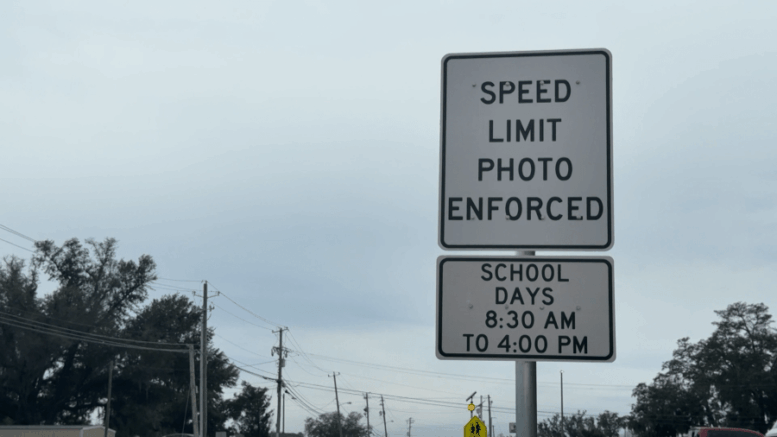 SPEED
LIMIT
PHOTO
ENFORCED
SCHOOL
DAYS
8:30 AM
TO 4:00 PM